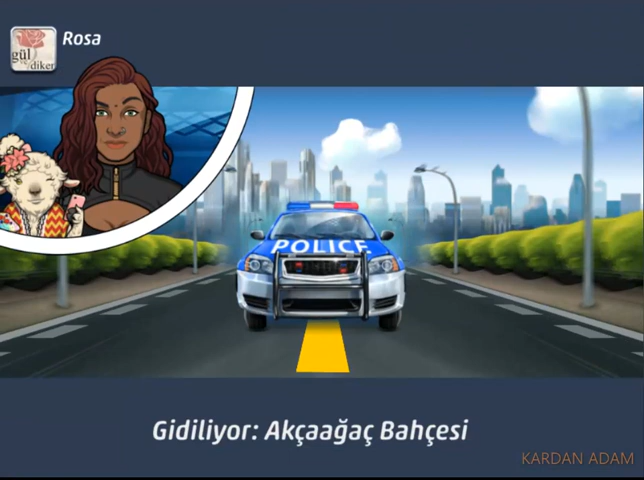 Rosa
gül
diker
POLICE
Gidiliyor: Akçaağaç Bahçesi
KARDAN ADAM